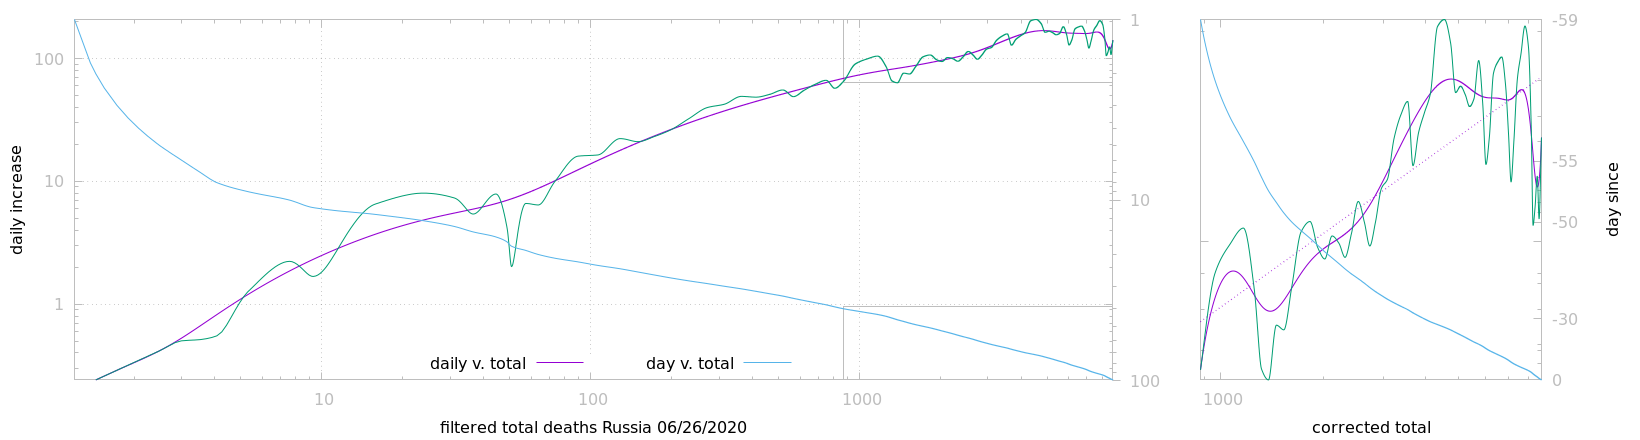 daily increase
100
10
1
10
100
1000
1
10
100
daily v. total
day v. total
filtered total deaths Russia 06/26/2020
1000
corrected total
-59
-55
-50
-30
0
day since